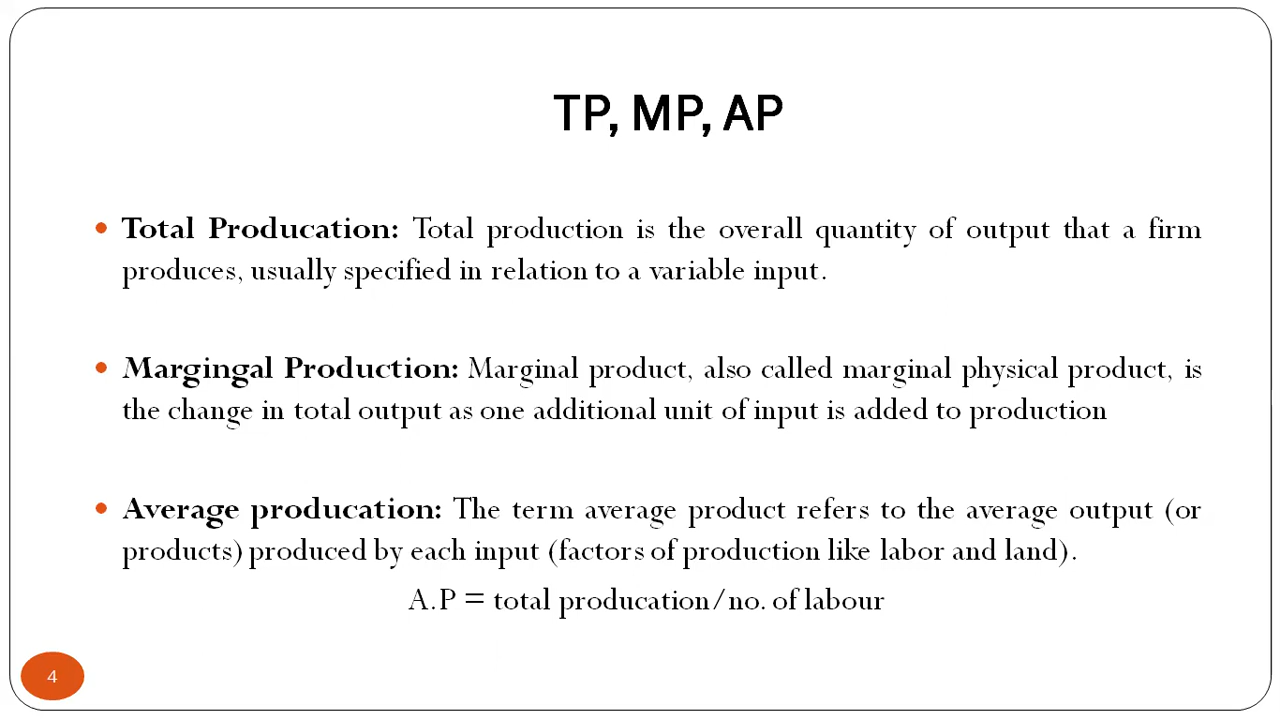 TP, MP, AP
• Total Producation: Total production is the overall quantity of output that a firm
produces, usually specified in relation to a variable input.
• Margingal Production: Marginal product, also called marginal physical product, is
the change in total output as one additional unit of input is added to production
• Average producation: The term average product refers to the average output (or
products) produced by each input (factors of production like labor and land).
A.P = total producation/no. of labour
4